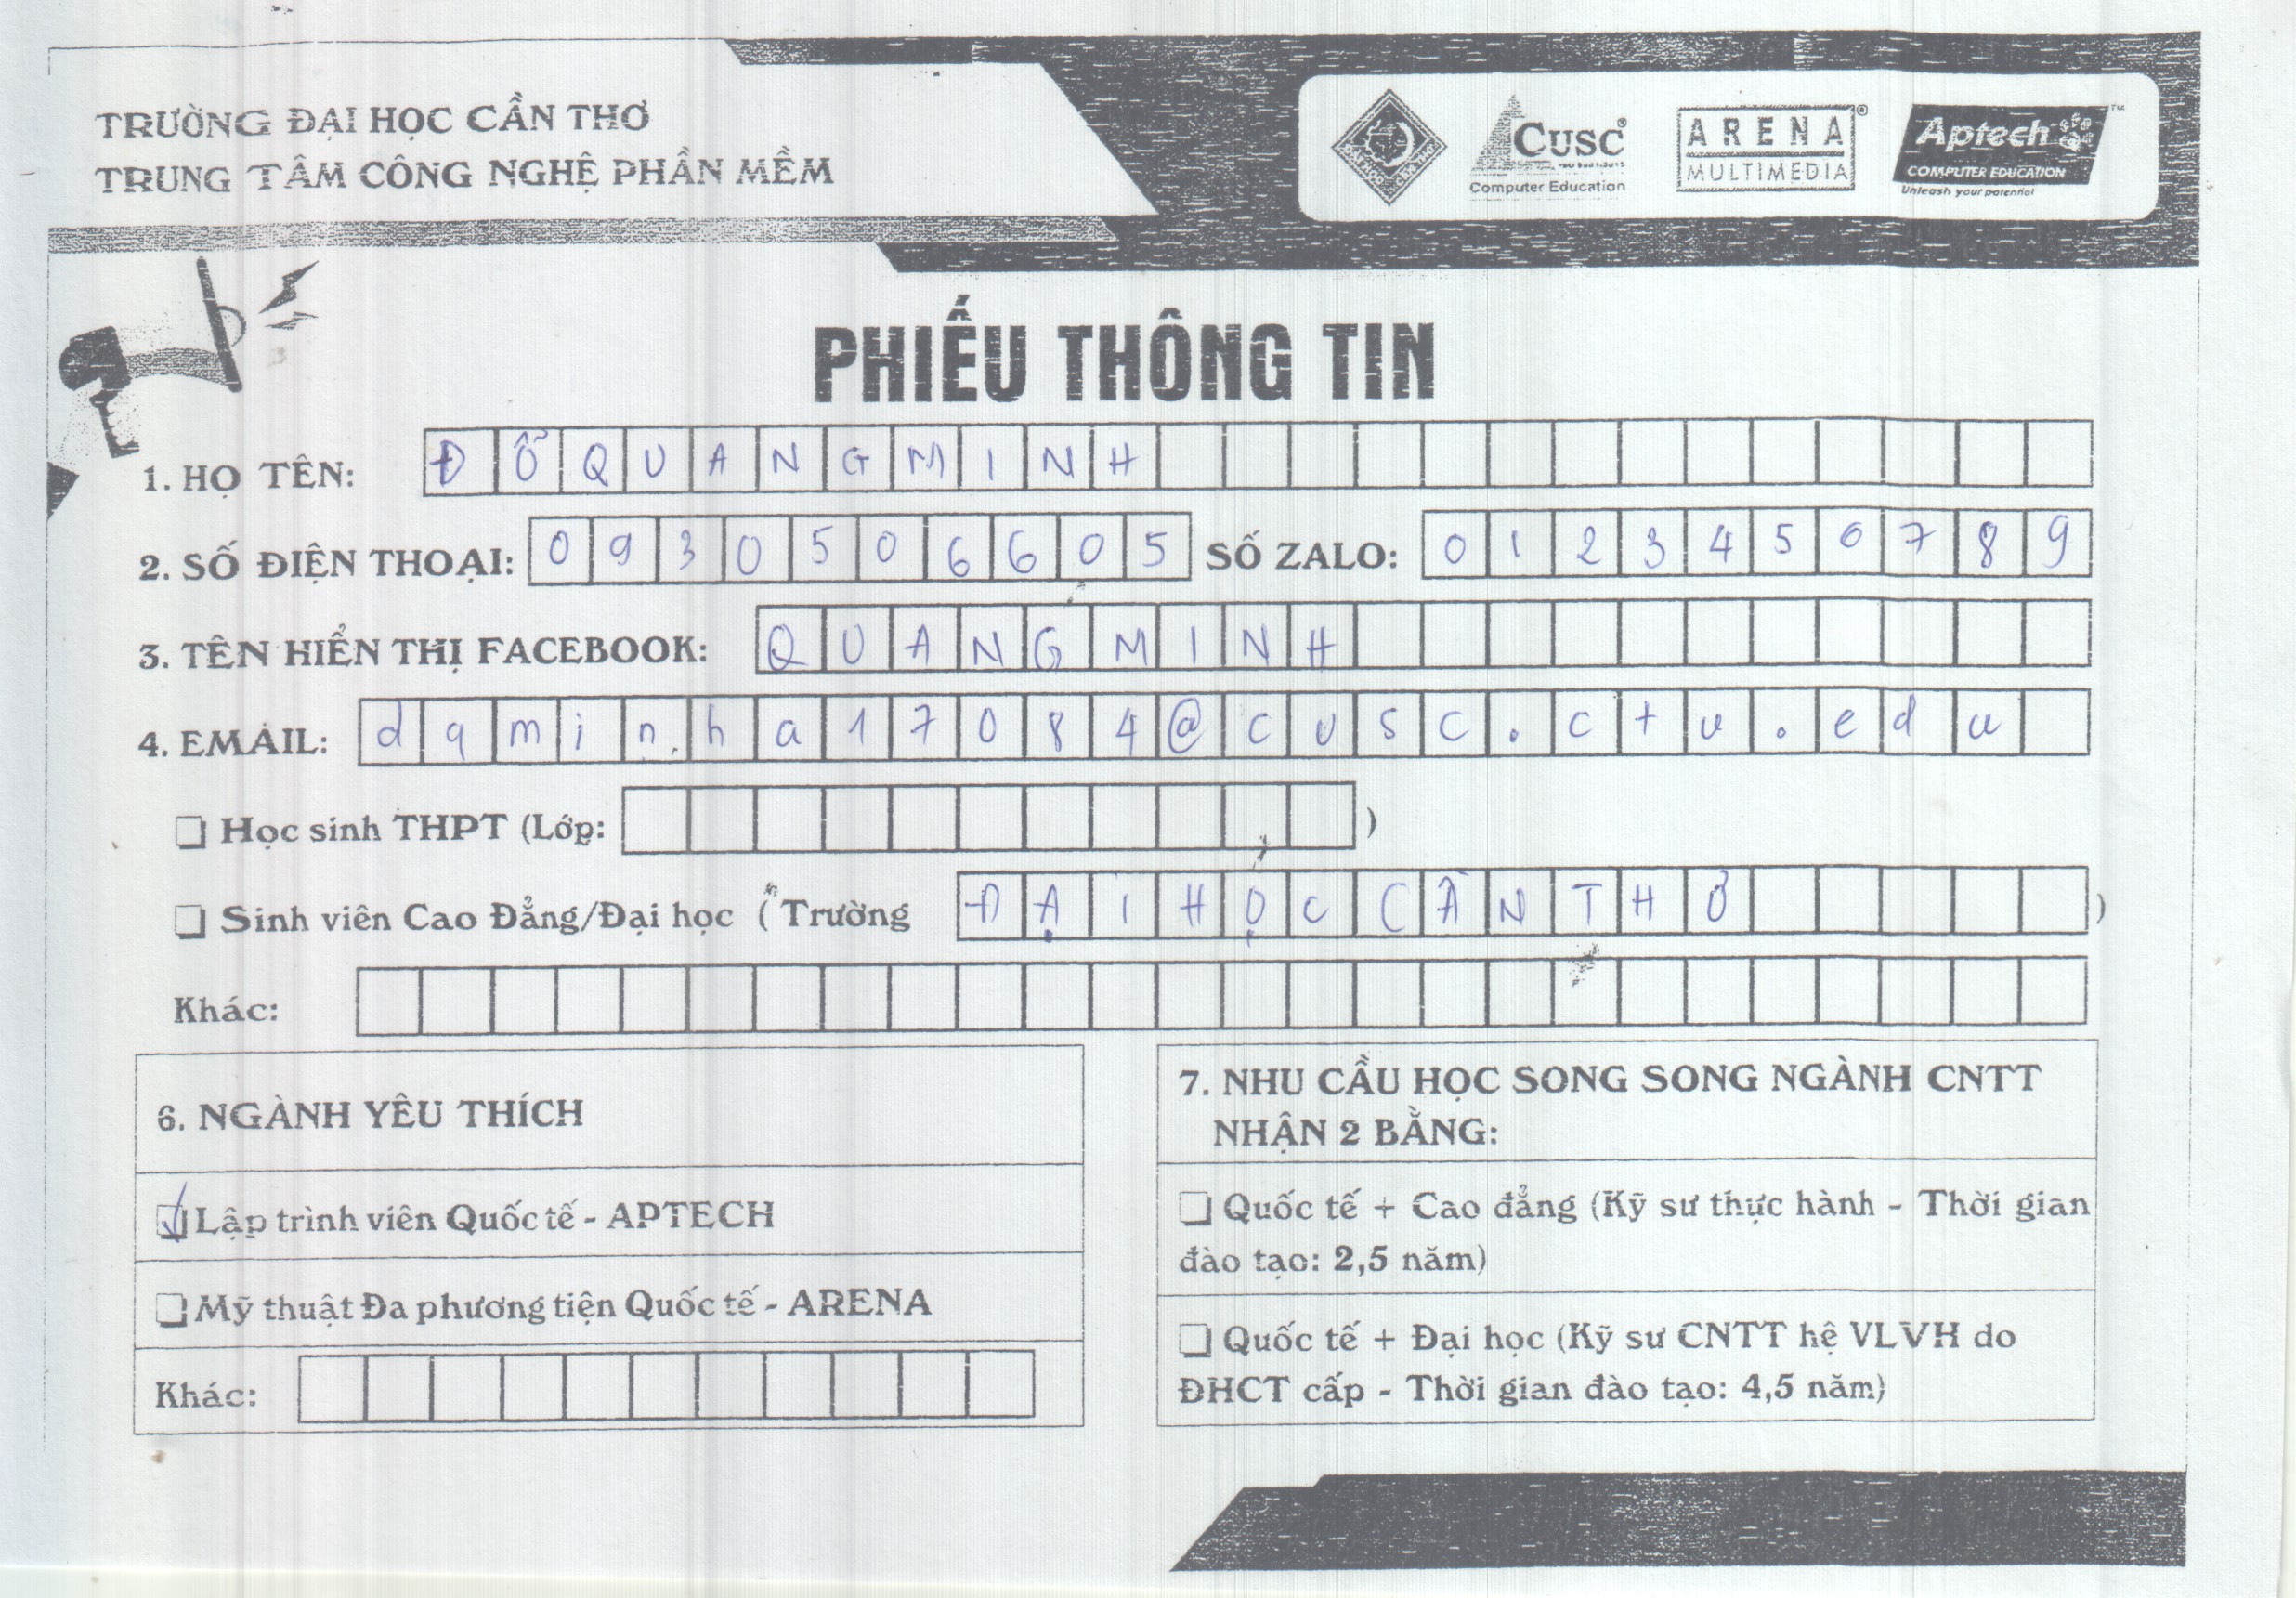 TRƯỜNG ĐẠI HỌC CẦN THƠ
TRUNG TÂM CÔNG NGHỆ PHẦN MỀM
CUSC®
Computer Education
ARENA®
MULTIMEDIA
Aptech™
COMPUTER EDUCATION
Unleash your potential
PHIẾU THÔNG TIN
1. HỌ TÊN: ĐỖ QUANG MINH
2. SỐ ĐIỆN THOẠI: 0930506605 SỐ ZALO: 0123456789
3. TÊN HIỂN THỊ FACEBOOK: QUANG MINH
4. EMAIL: dqminha17084@cusc.ctu.edu
Học sinh THPT (Lớp: )
Sinh viên Cao Đẳng/Đại học (Trường ĐẠI HỌC CẦN THƠ )
Khác:
6. NGÀNH YÊU THÍCH
Lập trình viên Quốc tế - APTECH
Mỹ thuật Đa phương tiện Quốc tế - ARENA
Khác:
7. NHU CẦU HỌC SONG SONG NGÀNH CNTT
NHẬN 2 BẰNG:
Quốc tế + Cao đẳng (Kỹ sư thực hành - Thời gian
đào tạo: 2,5 năm)
Quốc tế + Đại học (Kỹ sư CNTT hệ VLVH do
ĐHCT cấp - Thời gian đào tạo: 4,5 năm)